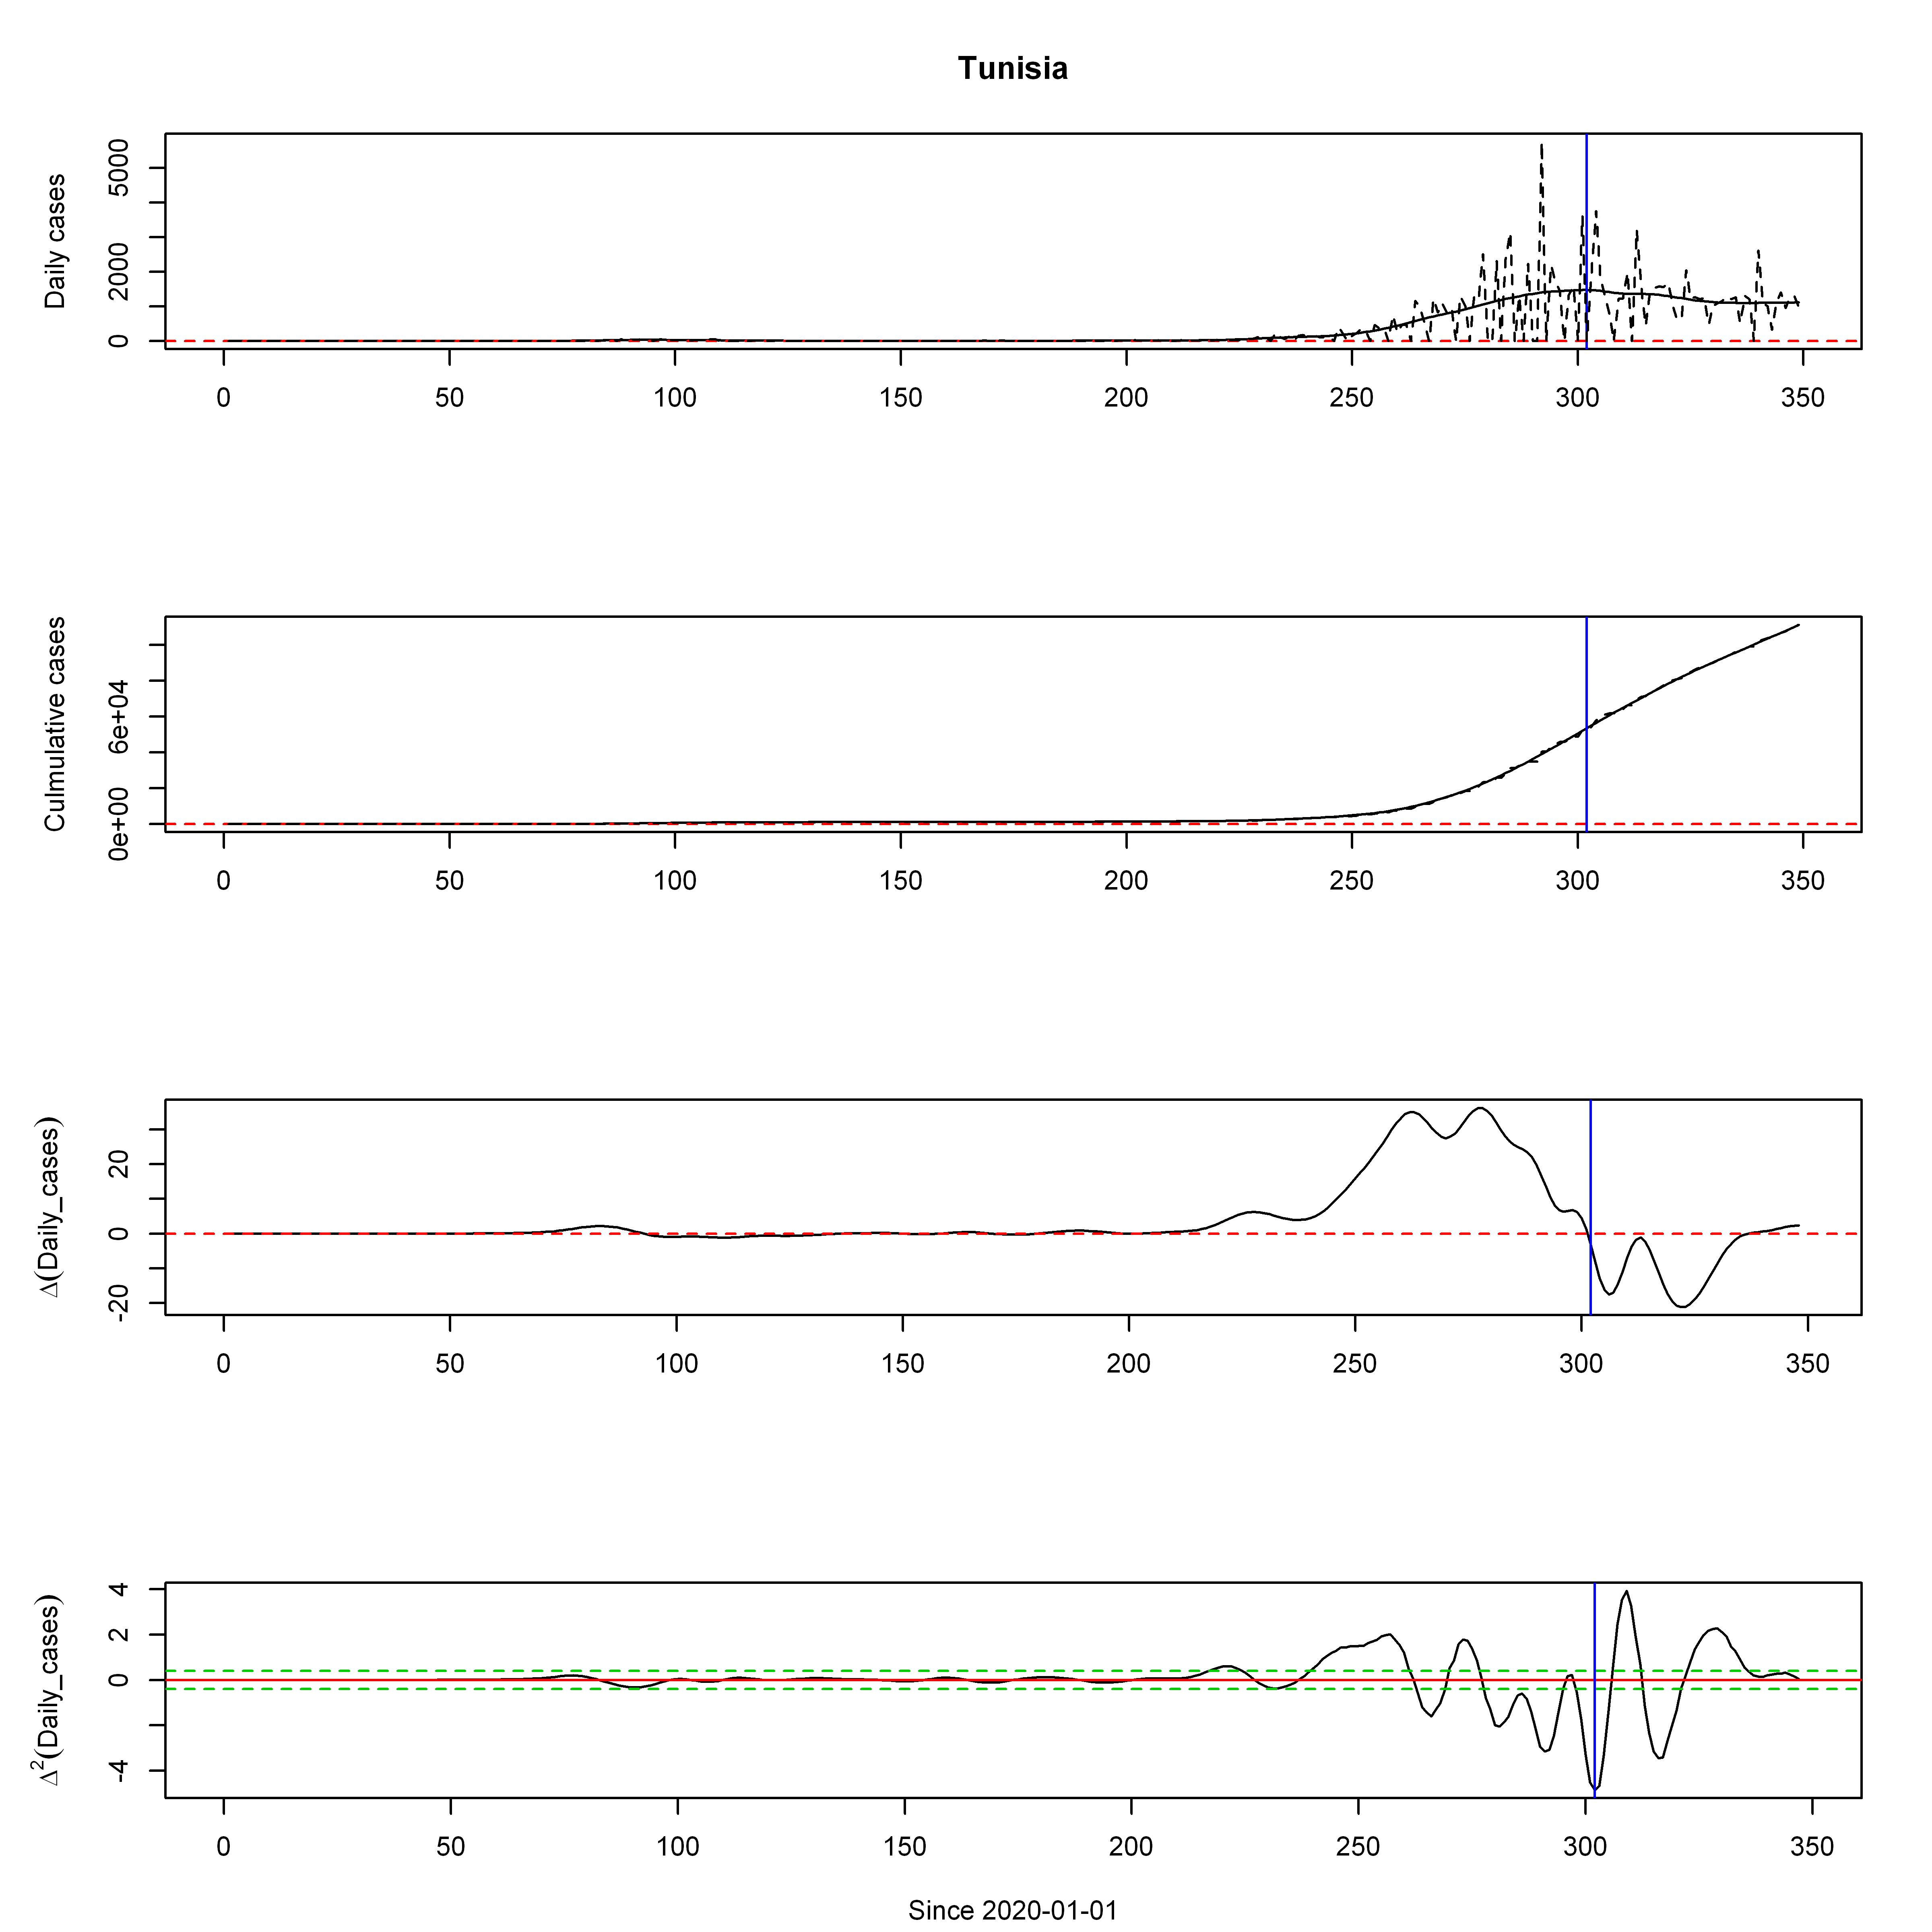 Tunisia
Daily cases
0 2000 5000
0 50 100 150 200 250 300 350
Culmulative cases
0e+00 6e+04
0 50 100 150 200 250 300 350
Δ(Daily_cases)
-20 0 20
0 50 100 150 200 250 300 350
Δ²(Daily_cases)
-4 0 2 4
0 50 100 150 200 250 300 350
Since 2020-01-01